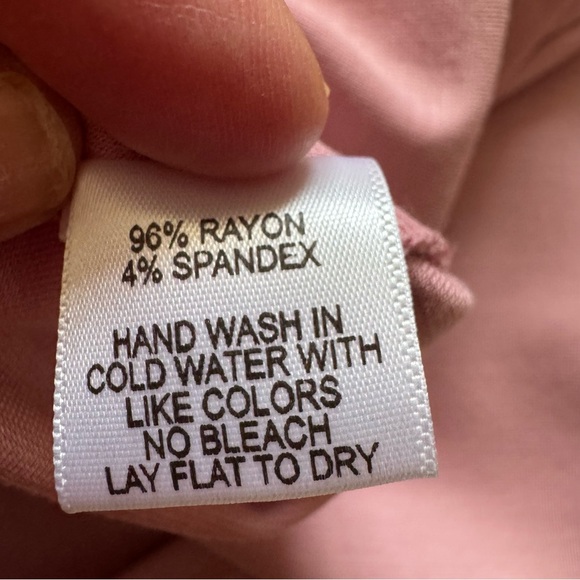 96% RAYON
4% SPANDEX
HAND WASH IN
COLD WATER WITH
LIKE COLORS
NO BLEACH
LAY FLAT TO DRY